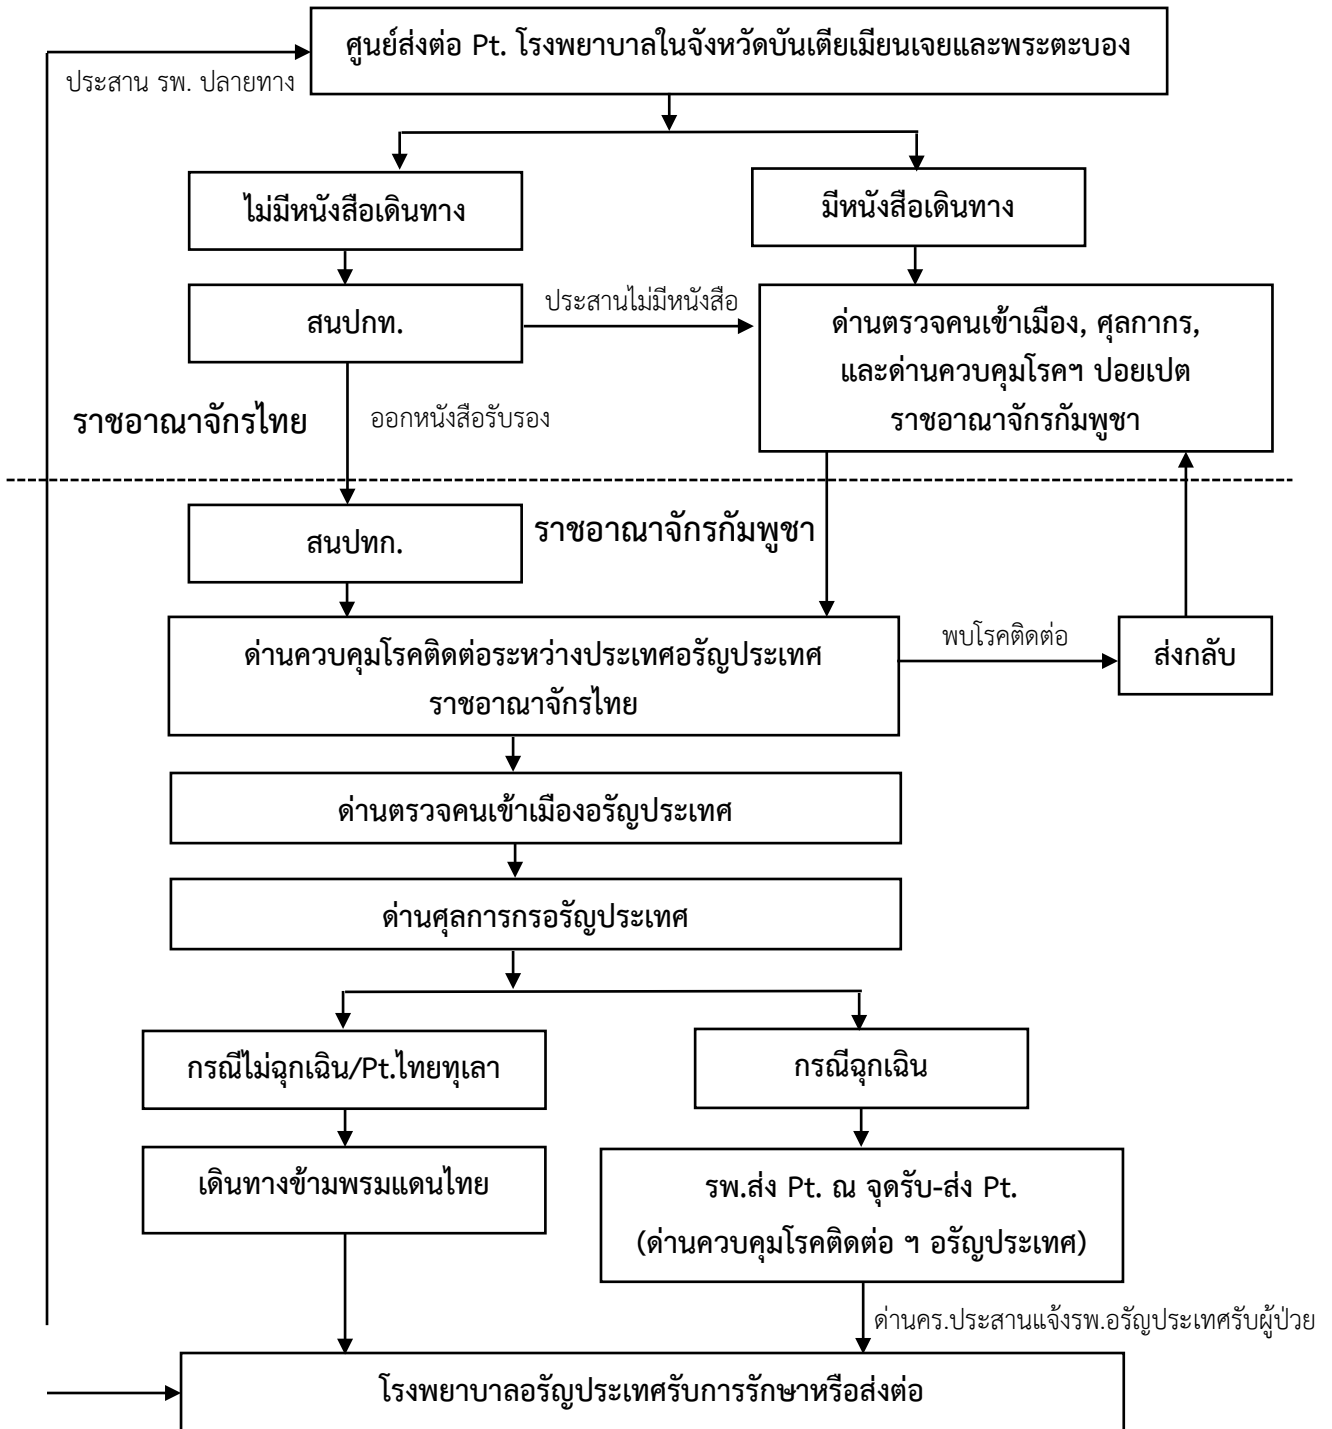 ศูนย์ส่งต่อ Pt. โรงพยาบาลในจังหวัดบันเตียเมียนเจยและพระตะบอง
ประสาน รพ. ปลายทาง
ไม่มีหนังสือเดินทาง
มีหนังสือเดินทาง
สนปกท.
ประสานไม่มีหนังสือ
ด่านตรวจคนเข้าเมือง, ศุลกากร,
และด่านควบคุมโรคฯ ปอยเปต
ราชอาณาจักรกัมพูชา
ราชอาณาจักรไทย
ออกหนังสือรับรอง
สนปทก.
ราชอาณาจักรกัมพูชา
ด่านควบคุมโรคติดต่อระหว่างประเทศอรัญประเทศ
ราชอาณาจักรไทย
พบโรคติดต่อ
ส่งกลับ
ด่านตรวจคนเข้าเมืองอรัญประเทศ
ด่านศุลการกรอรัญประเทศ
กรณีไม่ฉุกเฉิน/Pt.ไทยทุเลา
กรณีฉุกเฉิน
เดินทางข้ามพรมแดนไทย
รพ.ส่ง Pt. ณ จุดรับ-ส่ง Pt.
(ด่านควบคุมโรคติดต่อ ฯ อรัญประเทศ)
ด่านคร.ประสานแจ้งรพ.อรัญประเทศรับผู้ป่วย
โรงพยาบาลอรัญประเทศรับการรักษาหรือส่งต่อ